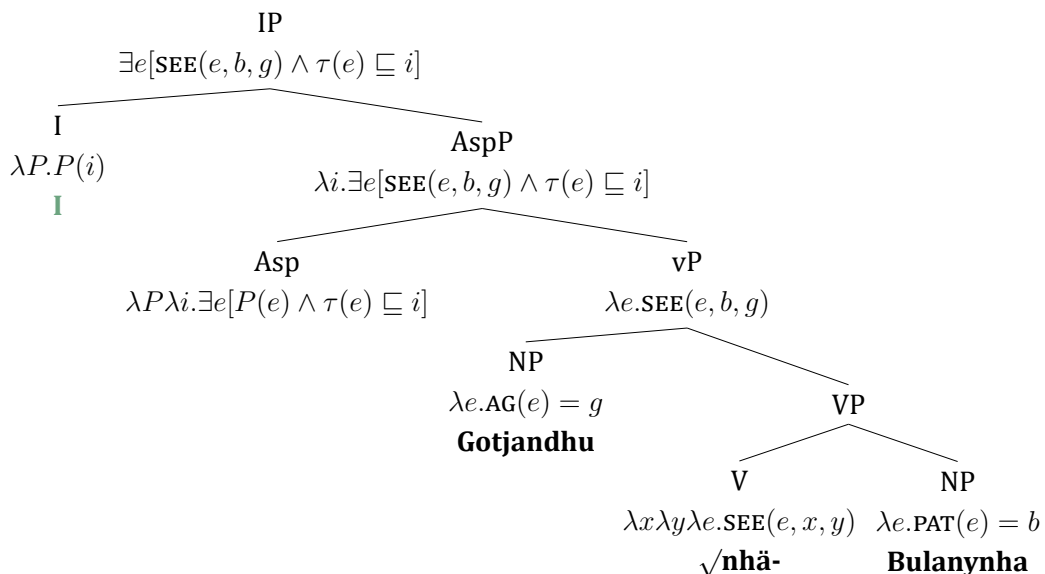 IP
∃e[SEE(e, b, g) ∧ τ(e) ⊑ i]
I
λP.P(i)
I
AspP
λi.∃e[SEE(e, b, g) ∧ τ(e) ⊑ i]
Asp
λPλi.∃e[P(e) ∧ τ(e) ⊑ i]
vP
λe.SEE(e, b, g)
NP
λe.AG(e) = g
Gotjandhu
VP
V
λxλyλe.SEE(e, x, y)
√nhä-
NP
λe.PAT(e) = b
Bulanynha